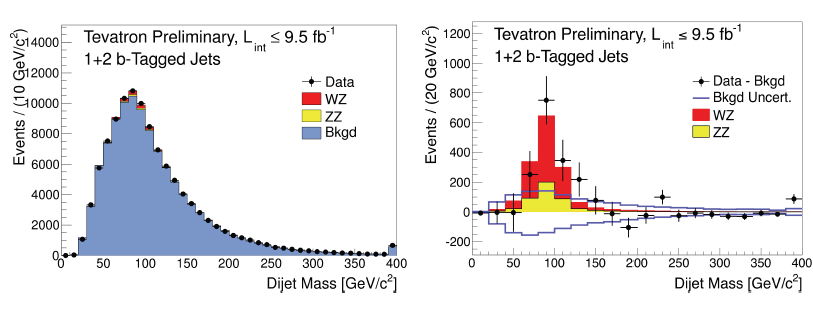 Tevatron Preliminary, Lint ≤ 9.5 fb-1
1+2 b-Tagged Jets
Data
WZ
ZZ
Bkgd
Events / (10 GeV/c2)
14000
12000
10000
8000
6000
4000
2000
0
0 50 100 150 200 250 300 350 400
Dijet Mass [GeV/c2]
Tevatron Preliminary, Lint ≤ 9.5 fb-1
1+2 b-Tagged Jets
Data - Bkgd
Bkgd Uncert.
WZ
ZZ
Events / (20 GeV/c2)
1200
1000
800
600
400
200
0
-200
0 50 100 150 200 250 300 350 400
Dijet Mass [GeV/c2]